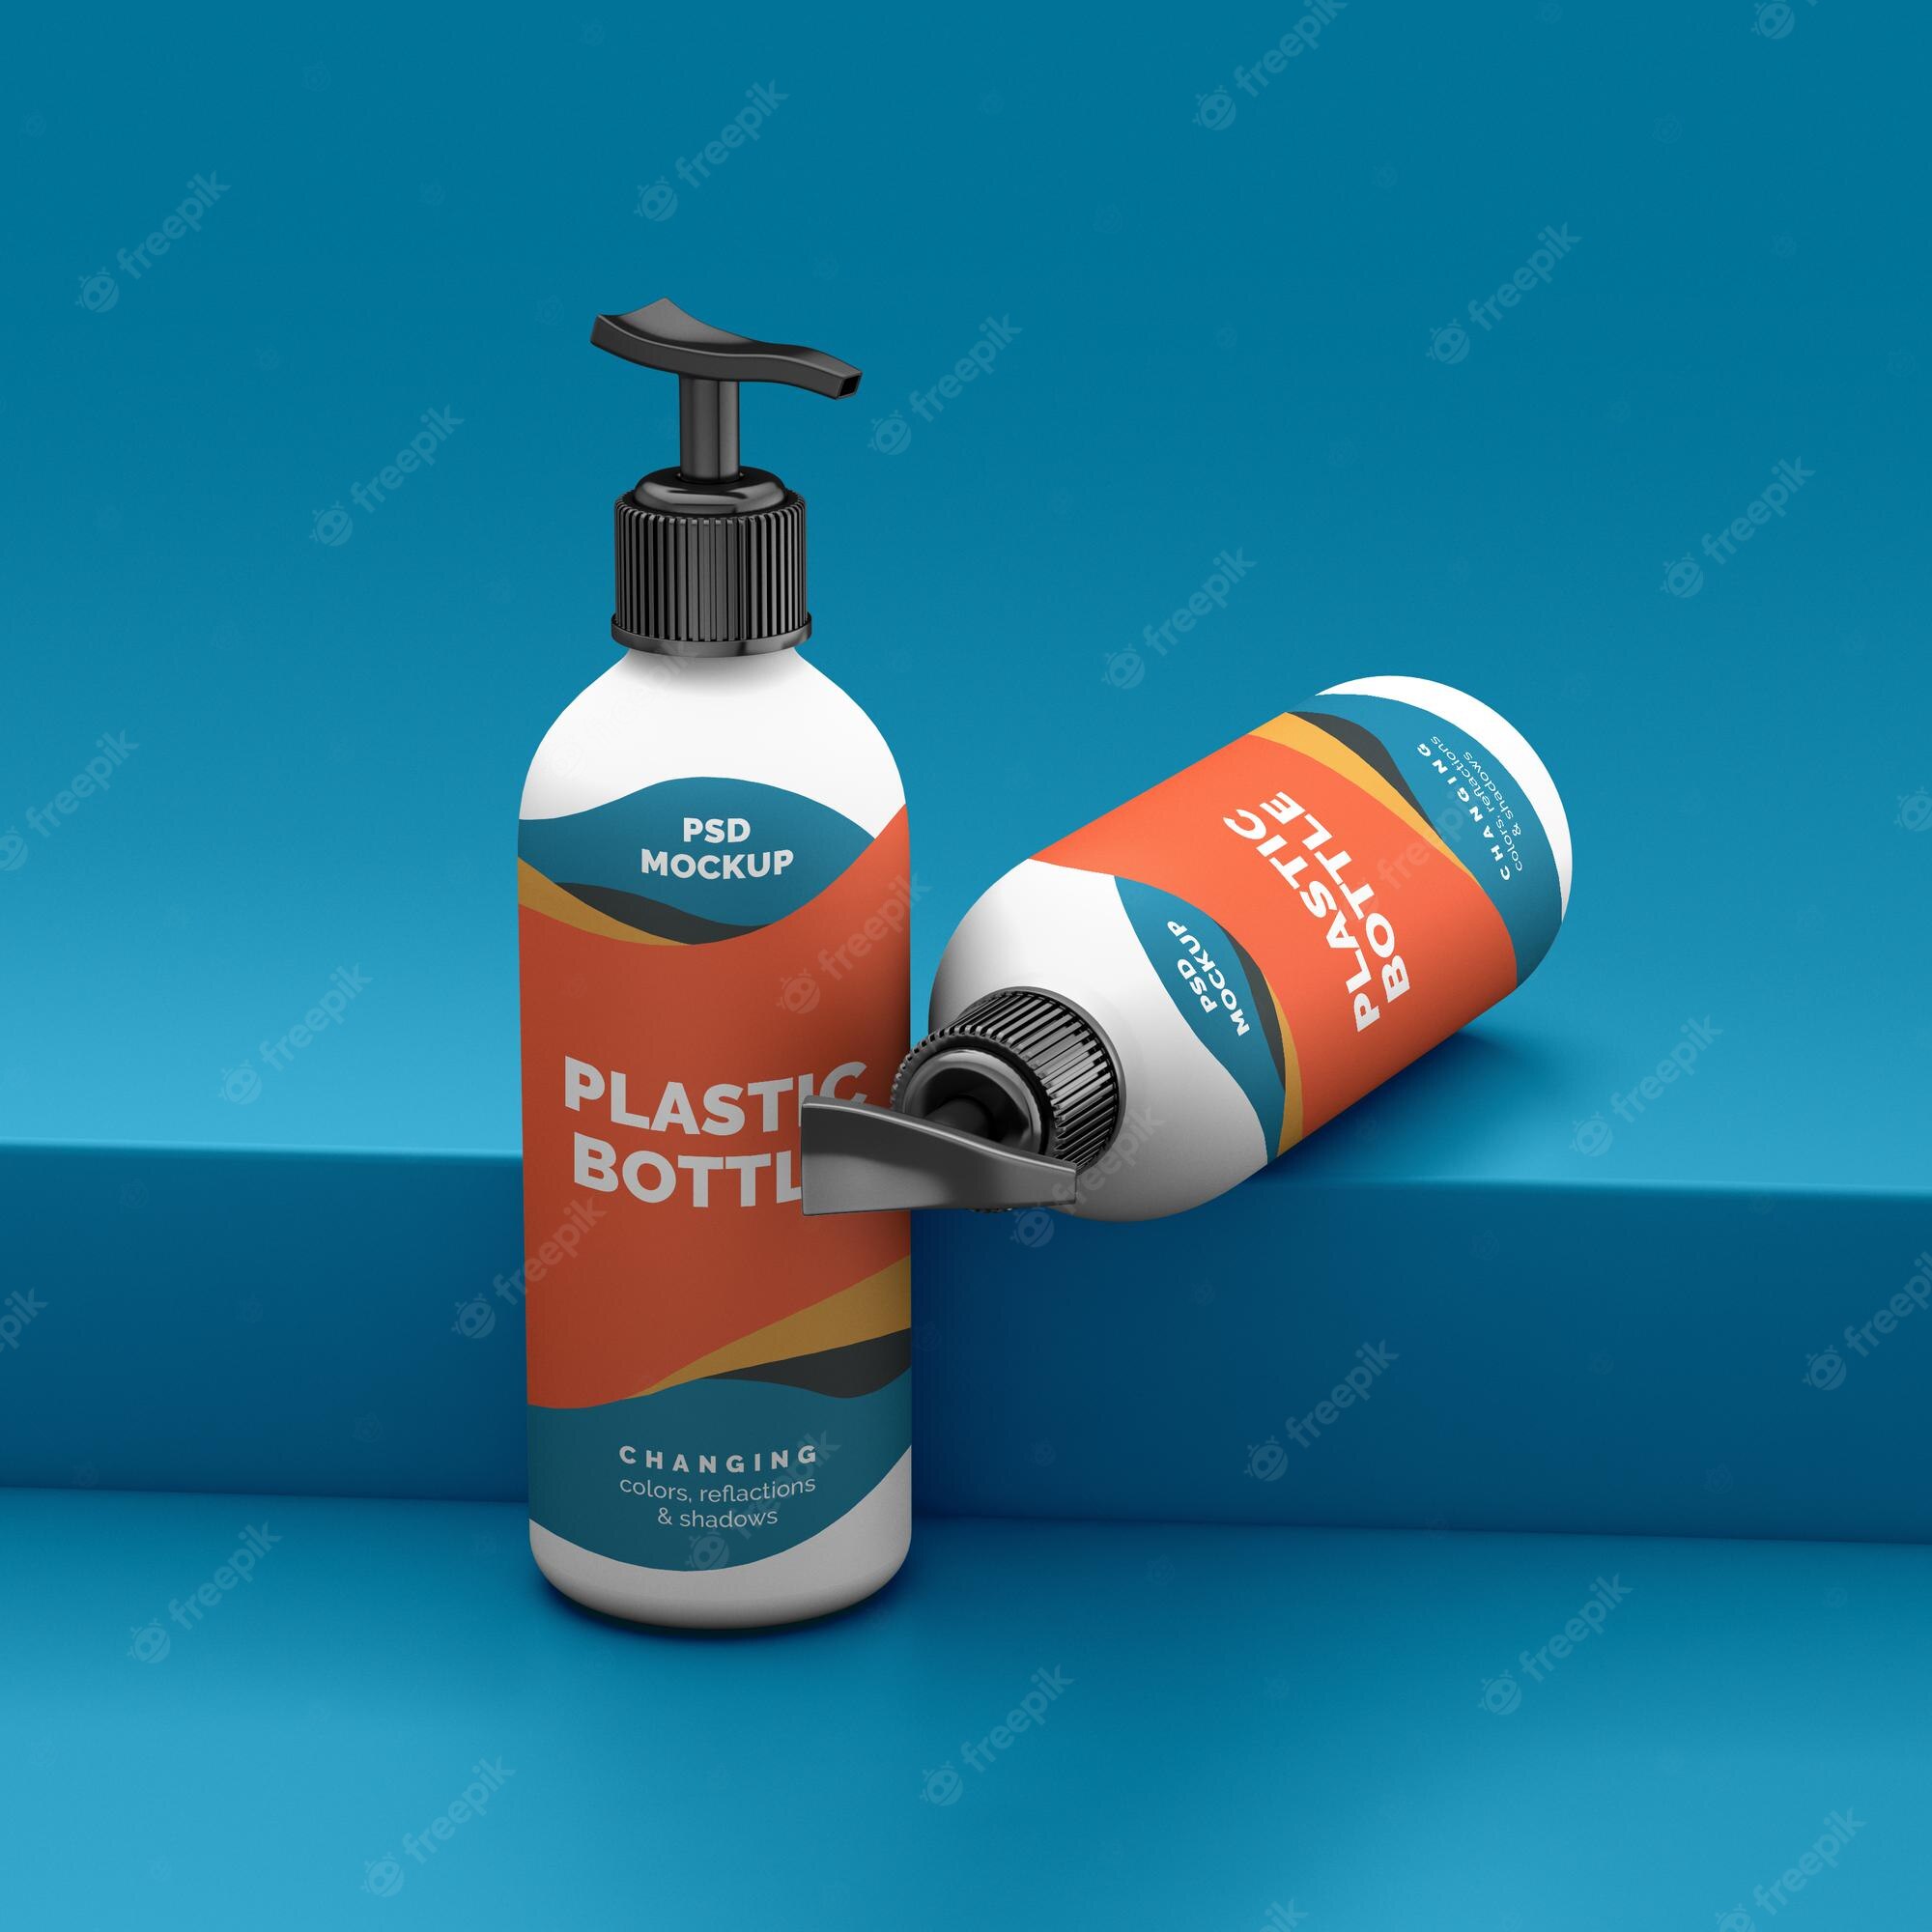 PSD
MOCKUP
PLASTIC
BOTTL
CHANGING
colors, reflactions
& shadows
PSD
MOCKUP
PLASTIC
BOTTLE
CHANGING
colors, reflactions
& shadows
freepik